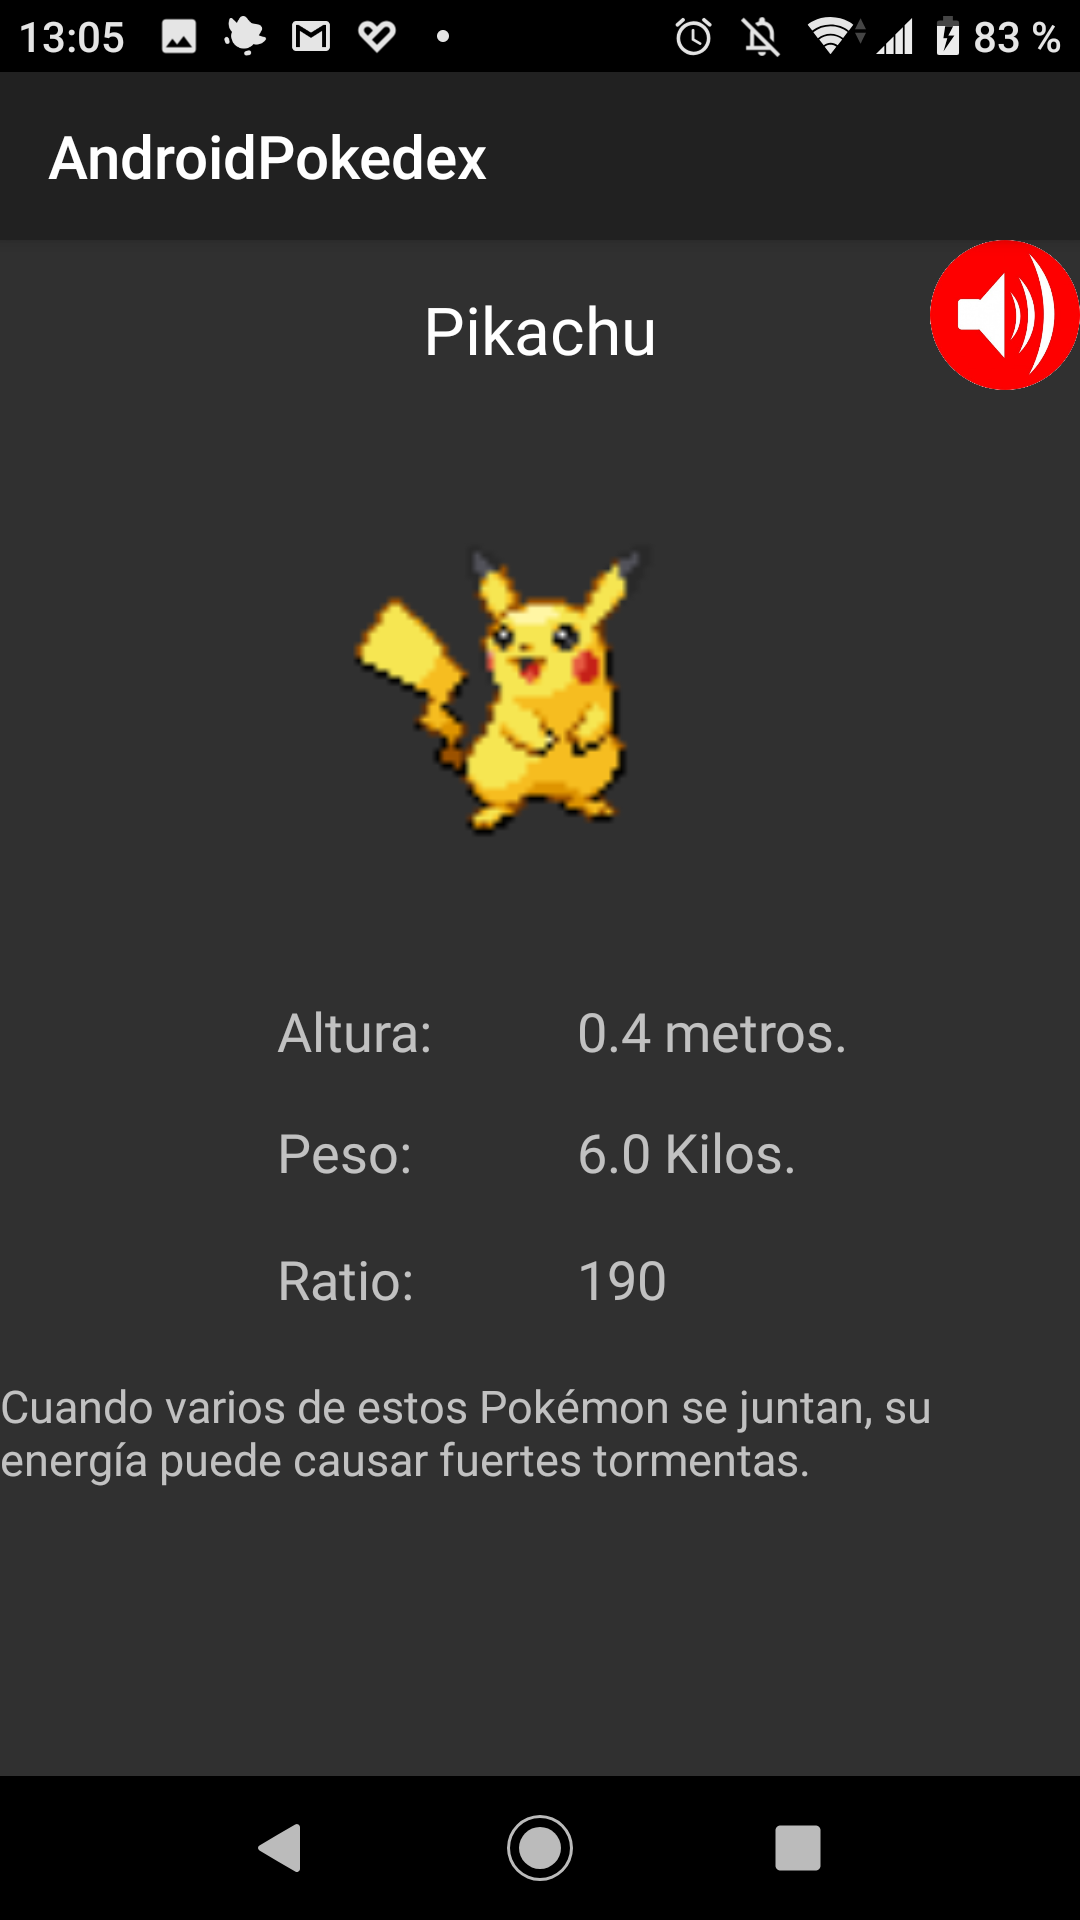 13:05 83 %
AndroidPokedex
Pikachu
Altura: 0.4 metros.
Peso: 6.0 Kilos.
Ratio: 190
Cuando varios de estos Pokémon se juntan, su
energía puede causar fuertes tormentas.